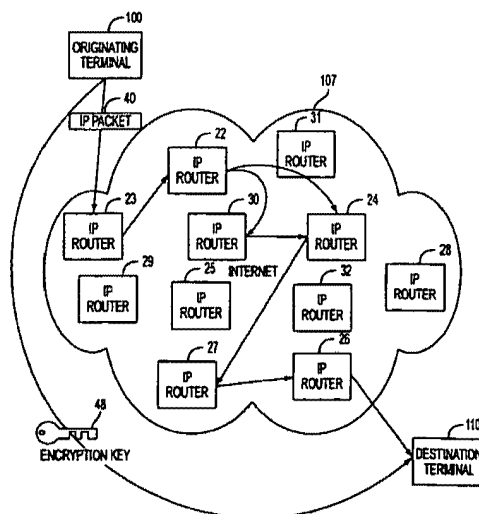 100
ORIGINATING
TERMINAL
40
IP PACKET
107
31
IP
ROUTER
22
IP
ROUTER
23
IP
ROUTER
30
IP
ROUTER
24
IP
ROUTER
28
IP
ROUTER
29
IP
ROUTER
25
IP
ROUTER
INTERNET
32
IP
ROUTER
27
IP
ROUTER
26
IP
ROUTER
48
ENCRYPTION KEY
110
DESTINATION
TERMINAL